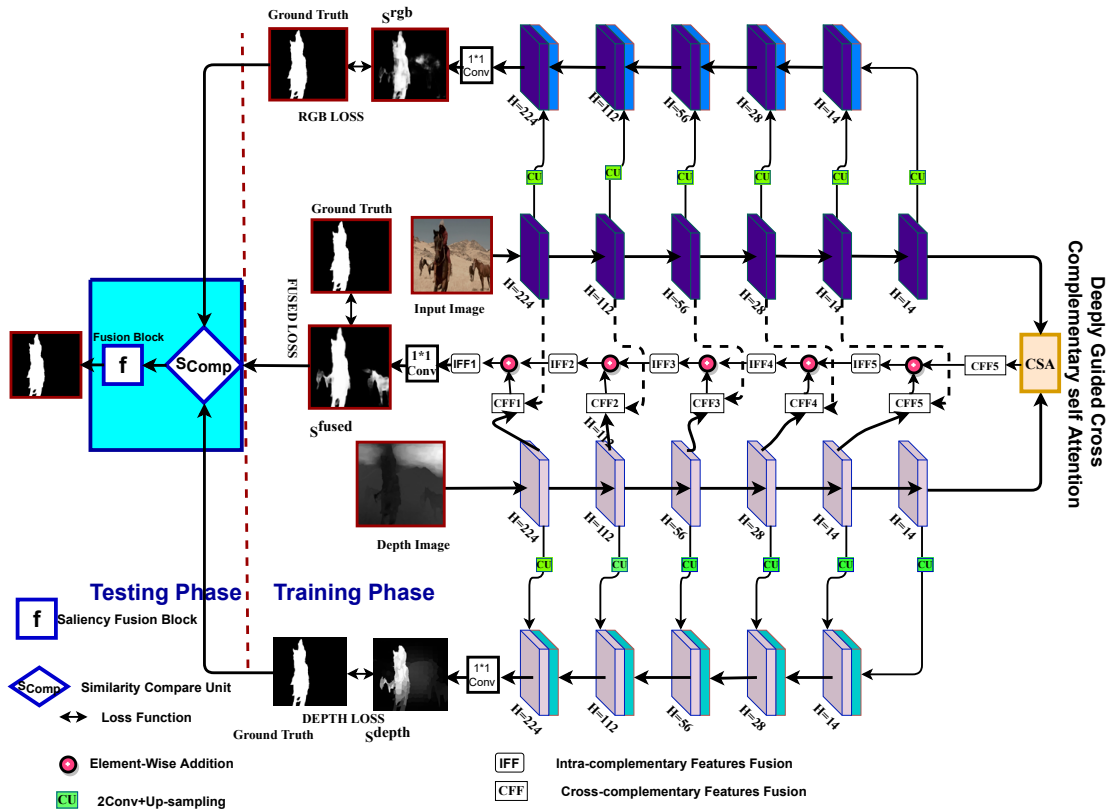 Ground Truth
S^rgb
1*1
Conv
RGB LOSS
H=224
H=112
H=56
H=28
H=14
CU
CU
CU
CU
CU
CU
Ground Truth
Input Image
H=224
H=112
H=56
H=28
H=14
H=14
FUSED LOSS
Fusion Block
f
SComp
1*1
Conv
IFF1
IFF2
IFF3
IFF4
IFF5
CFF5
CSA
CFF1
CFF2
CFF3
CFF4
CFF5
H=112
S^fused
Deeply Guided Cross
Complementary self Attention
Depth Image
H=224
H=112
H=56
H=28
H=14
H=14
CU
CU
CU
CU
CU
CU
Testing Phase
Training Phase
f
Saliency Fusion Block
SComp
Similarity Compare Unit
Loss Function
DEPTH LOSS
Ground Truth
S^depth
1*1
Conv
H=224
H=112
H=56
H=28
H=14
Element-Wise Addition
IFF
Intra-complementary Features Fusion
CU
2Conv+Up-sampling
CFF
Cross-complementary Features Fusion